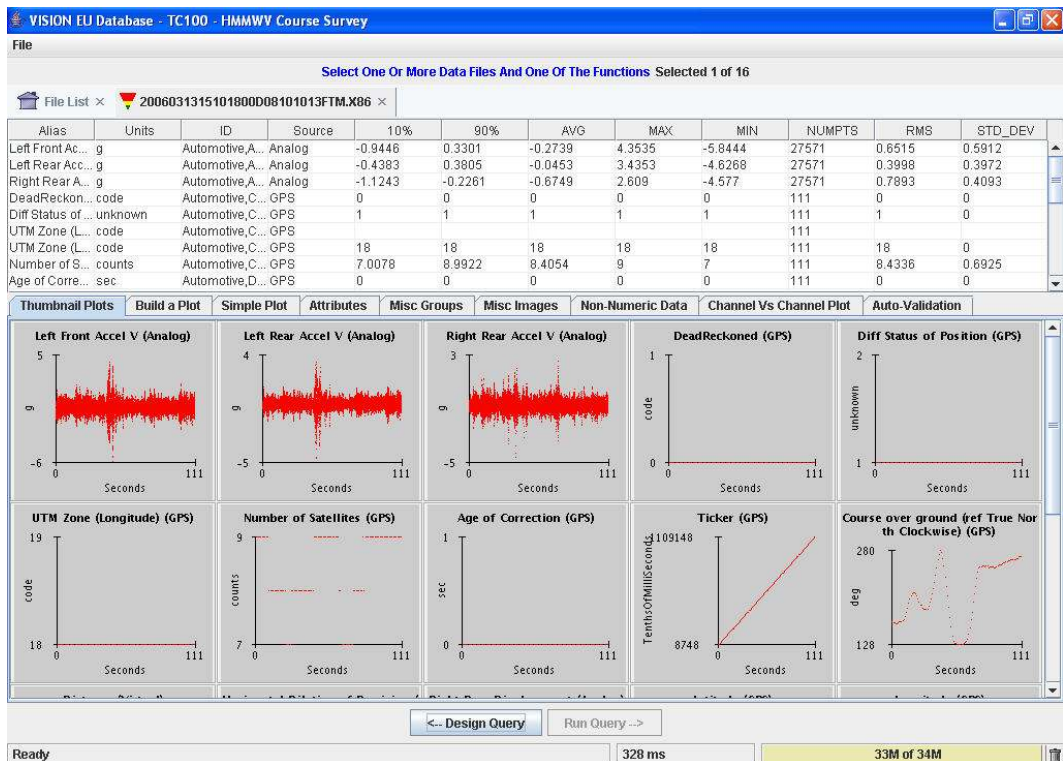 VISION EU Database - TC100 - HMMWV Course Survey
File
Select One Or More Data Files And One Of The Functions Selected 1 of 16
File List × 2006031315101800D08101013FTM.X86 ×
Alias Units ID Source 10% 90% AVG MAX MIN NUMPTS RMS STD_DEV
Left Front Ac... g Automotive,A... Analog -0.9446 0.3301 -0.2739 4.3535 -5.8444 27571 0.6515 0.5912
Left Rear Acc... g Automotive,A... Analog -0.4383 0.3805 -0.0453 3.4353 -4.6268 27571 0.3998 0.3972
Right Rear A... g Automotive,A... Analog -1.1243 -0.2261 -0.6749 2.609 -4.577 27571 0.7893 0.4093
DeadReckon... code Automotive,C... GPS 0 0 0 0 0 111 0 0
Diff Status of ... unknown Automotive,C... GPS 1 1 1 1 1 111 1 0
UTM Zone (L... code Automotive,C... GPS 111
UTM Zone (L... code Automotive,C... GPS 18 18 18 18 18 111 18 0
Number of S... counts Automotive,C... GPS 7.0078 8.9922 8.4054 9 7 111 8.4336 0.6925
Age of Corre... sec Automotive,D... GPS 0 0 0 0 0 111 0 0
Thumbnail Plots Build a Plot Simple Plot Attributes Misc Groups Misc Images Non-Numeric Data Channel Vs Channel Plot Auto-Validation
Left Front Accel V (Analog)
5
g
-6
0 111
Seconds
Left Rear Accel V (Analog)
4
g
-5
0 111
Seconds
Right Rear Accel V (Analog)
3
g
-5
0 111
Seconds
DeadReckoned (GPS)
1
code
0
0 111
Seconds
Diff Status of Position (GPS)
2
unknown
1
0 111
Seconds
UTM Zone (Longitude) (GPS)
19
code
18
0 111
Seconds
Number of Satellites (GPS)
9
counts
7
0 111
Seconds
Age of Correction (GPS)
1
sec
0
0 111
Seconds
Ticker (GPS)
1109148
TenthsOfMilliSeconds
8748
0 111
Seconds
Course over ground (ref True Nor
th Clockwise) (GPS)
280
deg
128
0 111
Seconds
<-- Design Query Run Query -->
Ready 328 ms 33M of 34M